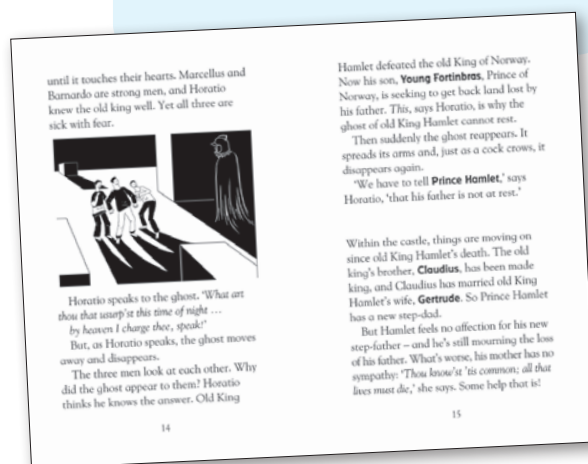 until it touches their hearts. Marcellus and
Barnardo are strong men, and Horatio
knew the old king well. Yet all three are
sick with fear.
Horatio speaks to the ghost. ‘What art
thou that usurp’st this time of night …
by heaven I charge thee, speak!’
But, as Horatio speaks, the ghost moves
away and disappears.
The three men look at each other. Why
did the ghost appear to them? Horatio
thinks he knows the answer. Old King
14
Hamlet defeated the old King of Norway.
Now his son, Young Fortinbras, Prince of
Norway, is seeking to get back land lost by
his father. This, says Horatio, is why the
ghost of old King Hamlet cannot rest.
Then suddenly the ghost reappears. It
spreads its arms and, just as a cock crows, it
disappears again.
‘We have to tell Prince Hamlet,’ says
Horatio, ‘that his father is not at rest.’
Within the castle, things are moving on
since old King Hamlet’s death. The old
king’s brother, Claudius, has been made
king, and Claudius has married old King
Hamlet’s wife, Gertrude. So Prince Hamlet
has a new step-dad.
But Hamlet feels no affection for his new
step-father – and he’s still mourning the loss
of his father. What’s worse, his mother has no
sympathy: ‘Thou know’st ’tis common; all that
lives must die,’ she says. Some help that is!
15